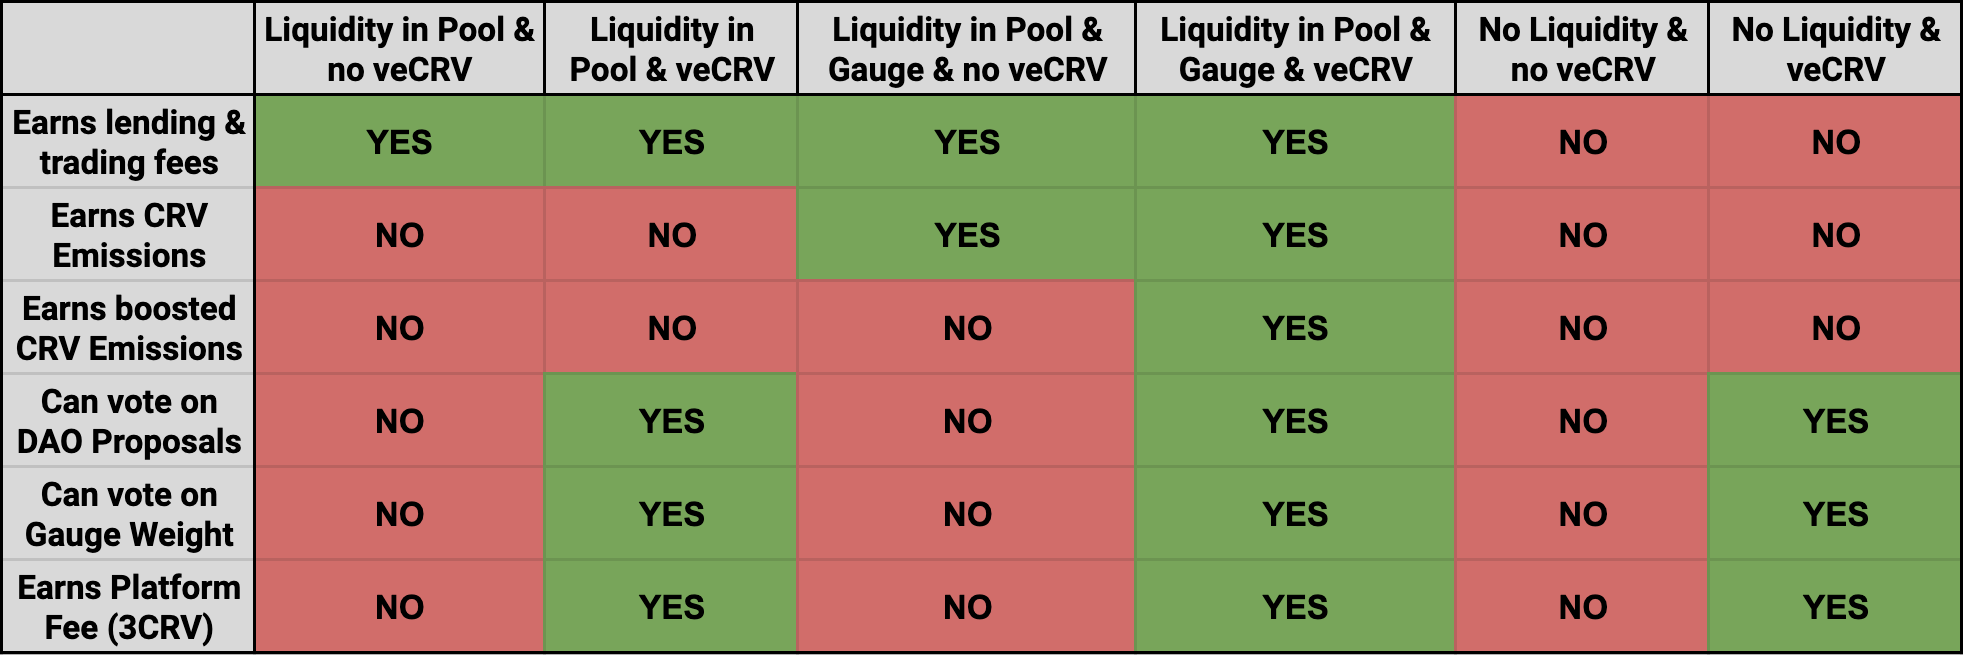 Liquidity in Pool &
no veCRV
Liquidity in
Pool & veCRV
Liquidity in Pool &
Gauge & no veCRV
Liquidity in Pool &
Gauge & veCRV
No Liquidity &
no veCRV
No Liquidity &
veCRV
Earns lending &
trading fees
YES YES YES YES NO NO
Earns CRV
Emissions
NO NO YES YES NO NO
Earns boosted
CRV Emissions
NO NO NO YES NO NO
Can vote on
DAO Proposals
NO YES NO YES NO YES
Can vote on
Gauge Weight
NO YES NO YES NO YES
Earns Platform
Fee (3CRV)
NO YES NO YES NO YES